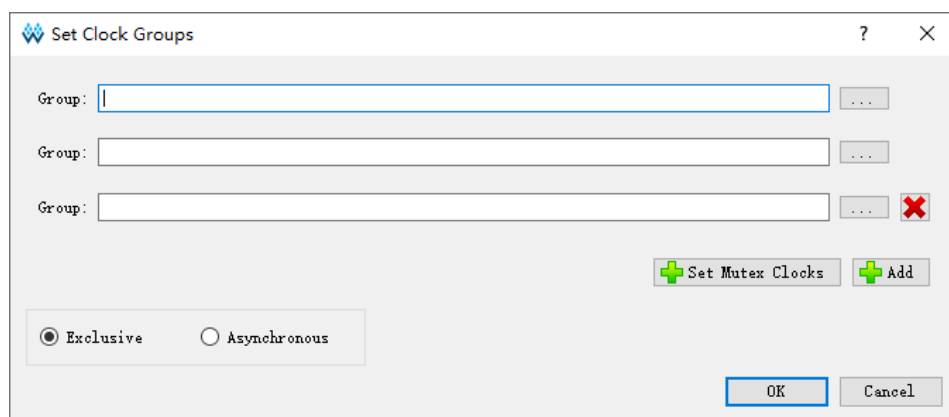 Set Clock Groups ?
Group: ...
Group: ...
Group: ...
Set Mutex Clocks Add
Exclusive Asynchronous
OK Cancel